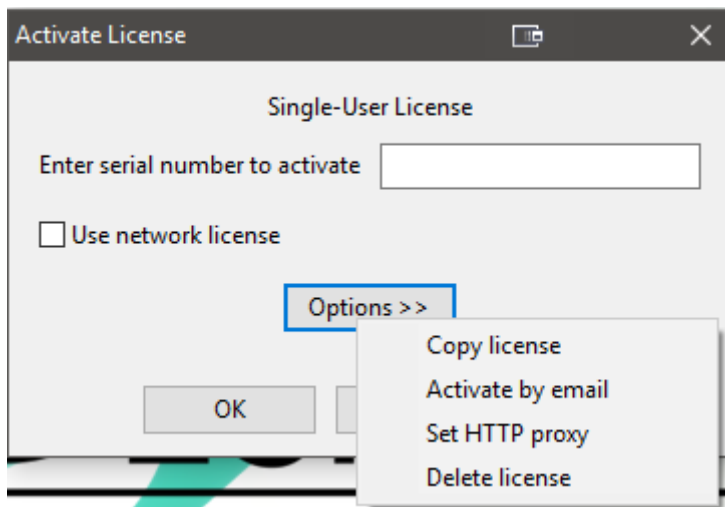 Activate License
Single-User License
Enter serial number to activate
Use network license
Options >>
Copy license
Activate by email
OK
Set HTTP proxy
Delete license